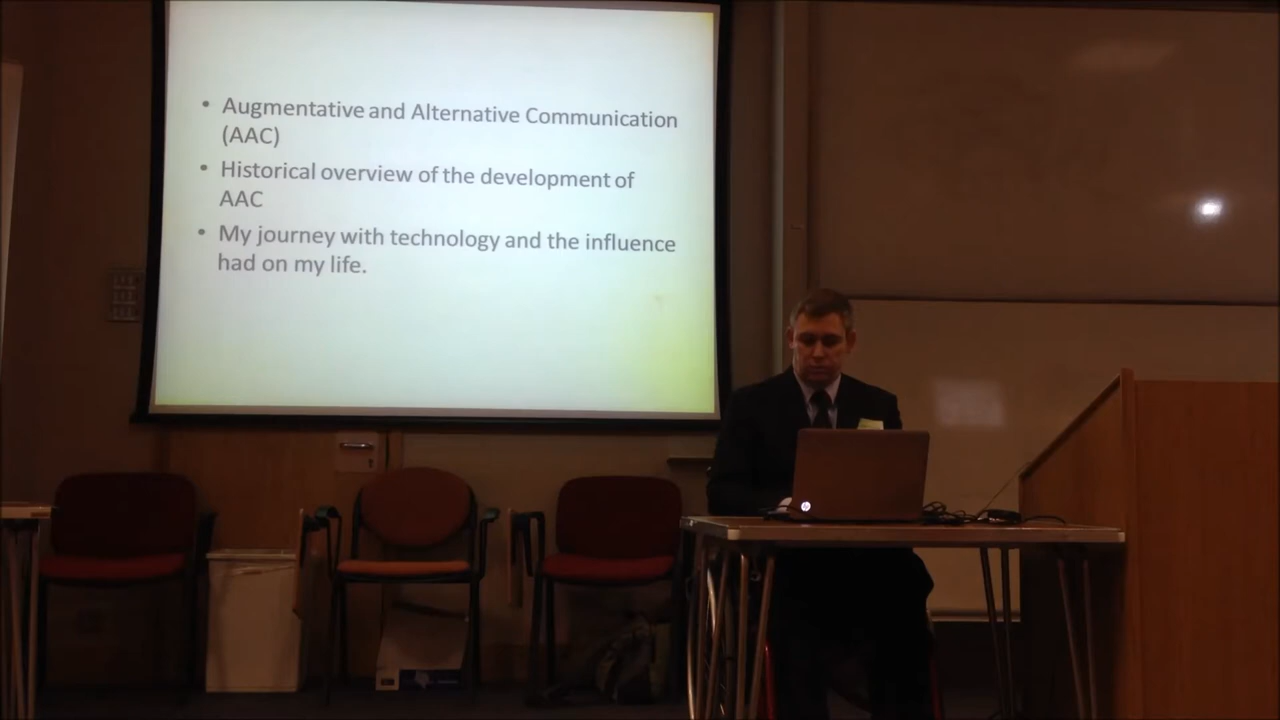 • Augmentative and Alternative Communication
(AAC)
• Historical overview of the development of
AAC
• My journey with technology and the influence
had on my life.
hp